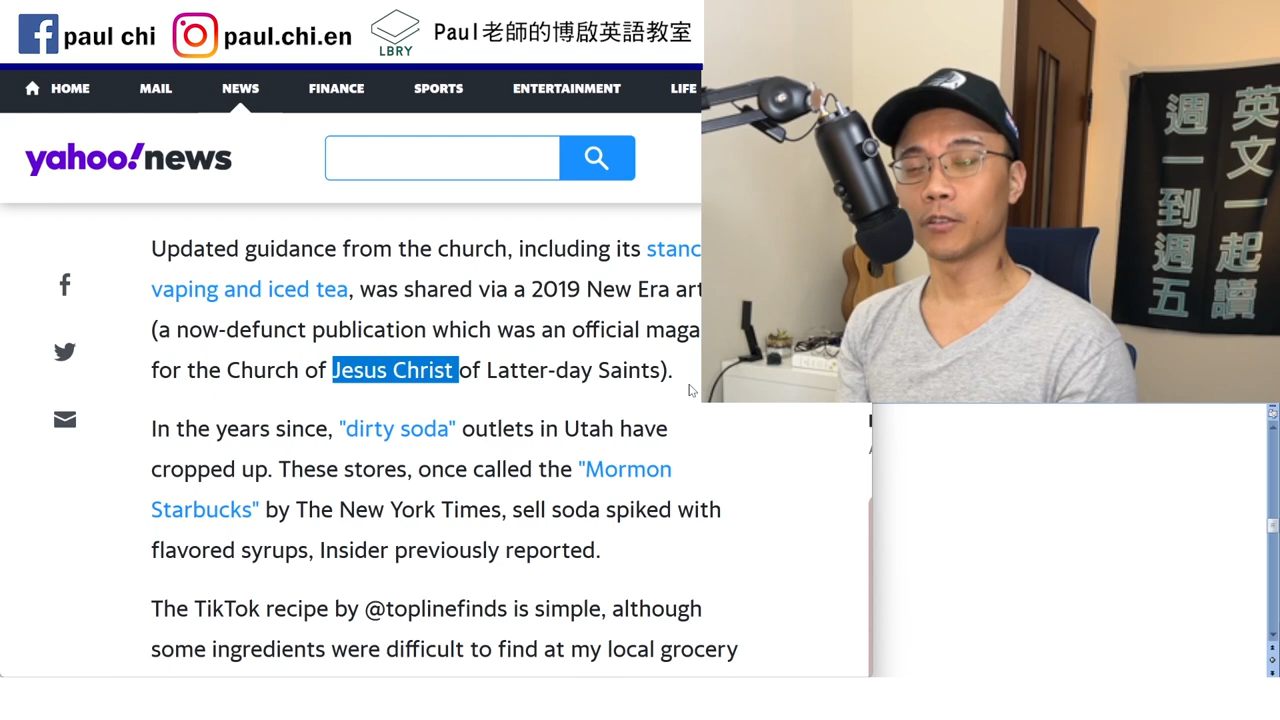 paul chi
paul.chi.en
LBRY
Paul老師的博啟英語教室
HOME MAIL NEWS FINANCE SPORTS ENTERTAINMENT LIFE
yahoo!news
Updated guidance from the church, including its stanc
vaping and iced tea, was shared via a 2019 New Era art
(a now-defunct publication which was an official maga
for the Church of Jesus Christ of Latter-day Saints).
In the years since, "dirty soda" outlets in Utah have
cropped up. These stores, once called the "Mormon
Starbucks" by The New York Times, sell soda spiked with
flavored syrups, Insider previously reported.
The TikTok recipe by @toplinefinds is simple, although
some ingredients were difficult to find at my local grocery
英文一起讀
週一到週五